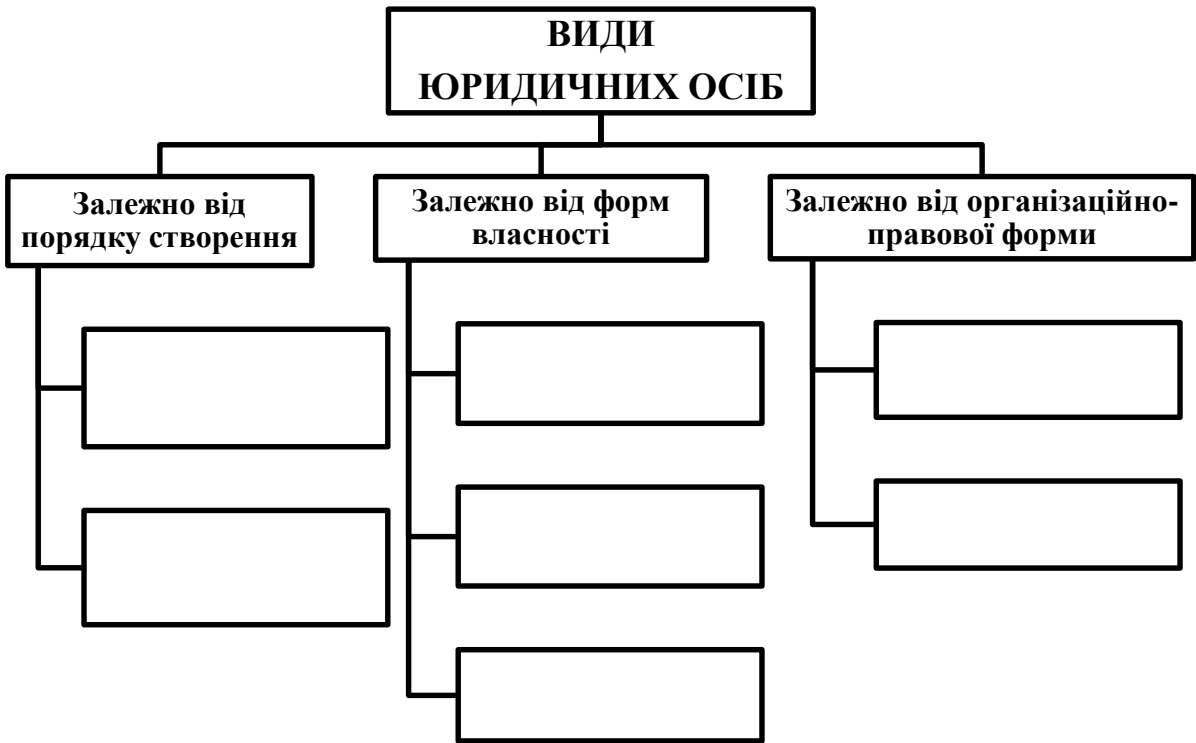 ВИДИ
ЮРИДИЧНИХ ОСІБ
Залежно від
порядку створення
Залежно від форм
власності
Залежно від організаційно-
правової форми